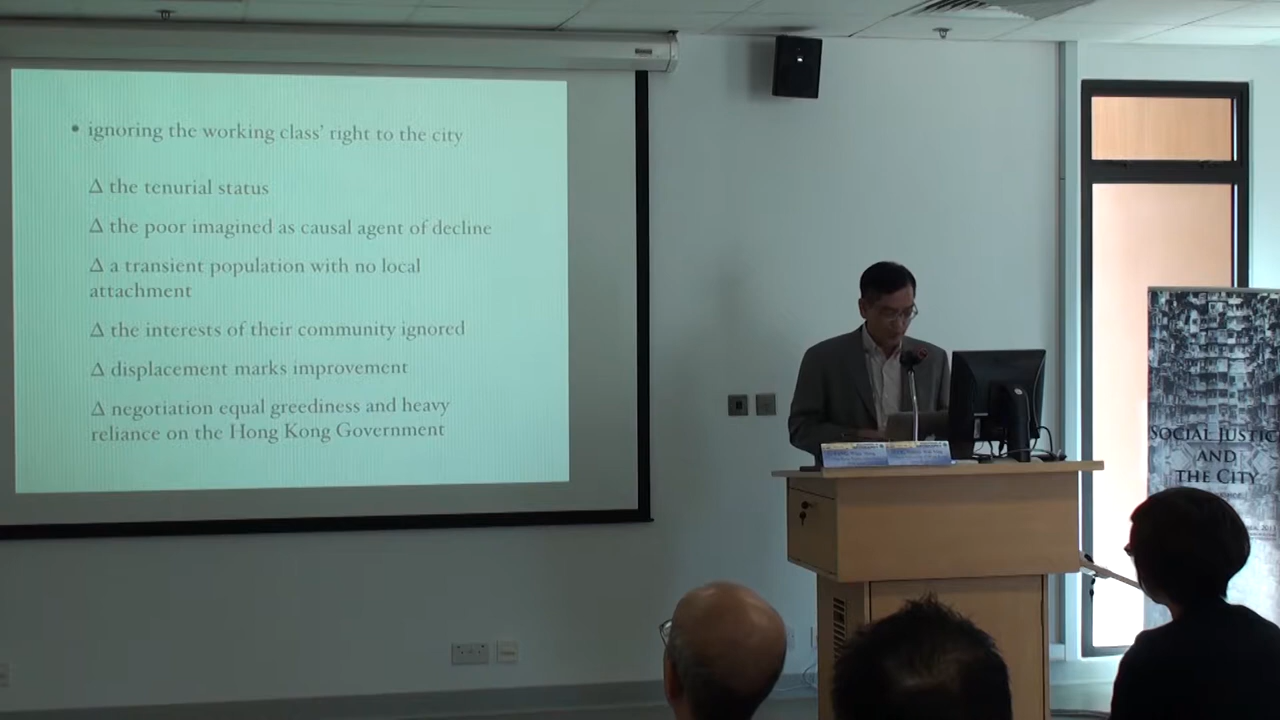 • ignoring the working class' right to the city
Δ the tenurial status
Δ the poor imagined as causal agent of decline
Δ a transient population with no local
attachment
Δ the interests of their community ignored
Δ displacement marks improvement
Δ negotiation equal greediness and heavy
reliance on the Hong Kong Government
SOCIAL JUSTIC
AND
THE CITY